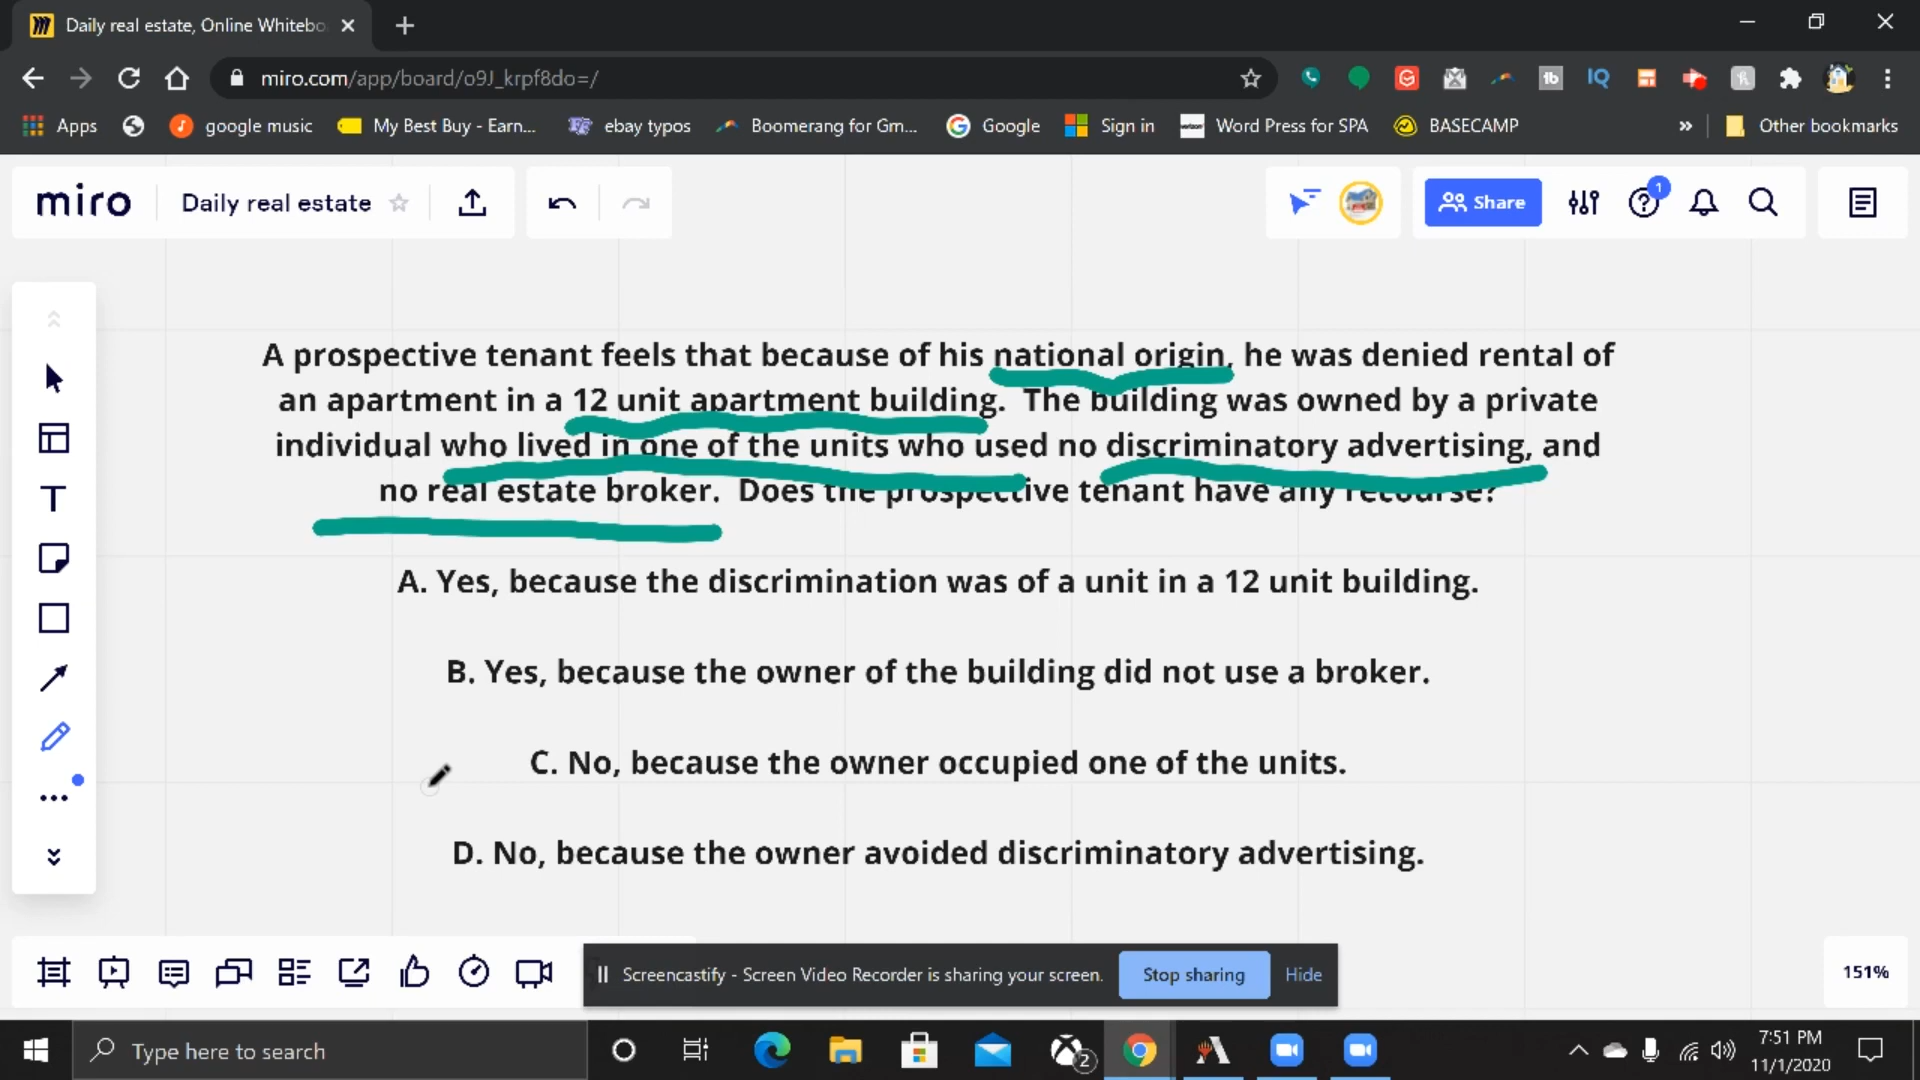 Daily real estate, Online Whitebo
miro.com/app/board/o9J_krpf8do=/
Apps
google music
My Best Buy - Earn...
ebay typos
Boomerang for Gm...
Google
Sign in
Word Press for SPA
BASECAMP
»
Other bookmarks
miro
Daily real estate
Share
1
A prospective tenant feels that because of his national origin, he was denied rental of
an apartment in a 12 unit apartment building. The building was owned by a private
individual who lived in one of the units who used no discriminatory advertising, and
no real estate broker. Does the prospective tenant have any recourse?
A. Yes, because the discrimination was of a unit in a 12 unit building.
B. Yes, because the owner of the building did not use a broker.
C. No, because the owner occupied one of the units.
D. No, because the owner avoided discriminatory advertising.
Screencastify - Screen Video Recorder is sharing your screen.
Stop sharing
Hide
151%
Type here to search
2
7:51 PM
11/1/2020